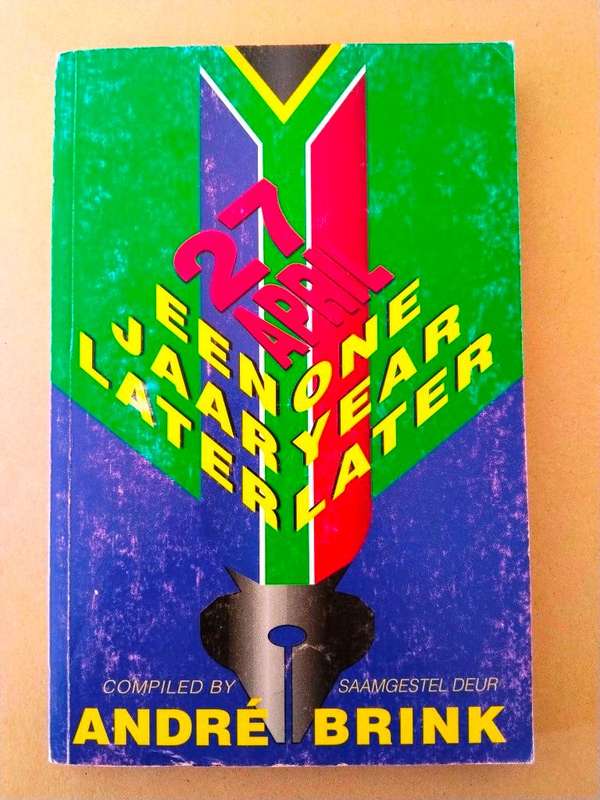 27
APRIL
EEN ONE
JAAR YEAR
LATER LATER
COMPILED BY SAAMGESTEL DEUR
ANDRÉ BRINK